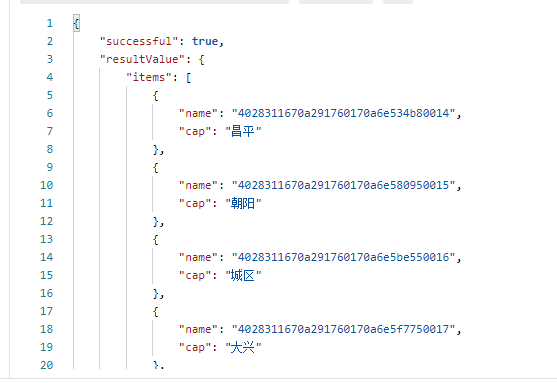 1 {
2 "successful": true,
3 "resultValue": {
4 "items": [
5 {
6 "name": "4028311670a291760170a6e534b80014",
7 "cap": "昌平"
8 },
9 {
10 "name": "4028311670a291760170a6e580950015",
11 "cap": "朝阳"
12 },
13 {
14 "name": "4028311670a291760170a6e5be550016",
15 "cap": "城区"
16 },
17 {
18 "name": "4028311670a291760170a6e5f7750017",
19 "cap": "大兴"
20 },